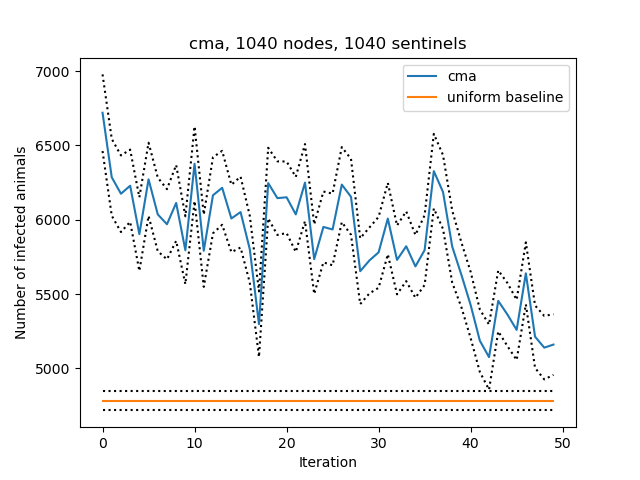 cma, 1040 nodes, 1040 sentinels
cma
uniform baseline
Number of infected animals
7000
6500
6000
5500
5000
0 10 20 30 40 50
Iteration